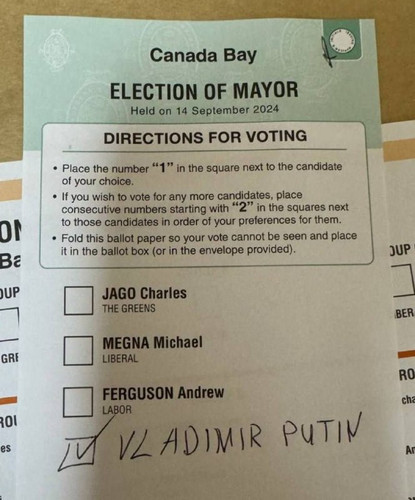 Canada Bay
ELECTION OF MAYOR
Held on 14 September 2024
DIRECTIONS FOR VOTING
• Place the number "1" in the square next to the candidate
of your choice.
• If you wish to vote for any more candidates, place
consecutive numbers starting with "2" in the squares next
to those candidates in order of your preferences for them.
• Fold this ballot paper so your vote cannot be seen and place
it in the ballot box (or in the envelope provided).
JAGO Charles
THE GREENS
MEGNA Michael
LIBERAL
FERGUSON Andrew
LABOR
VLADIMIR PUTIN